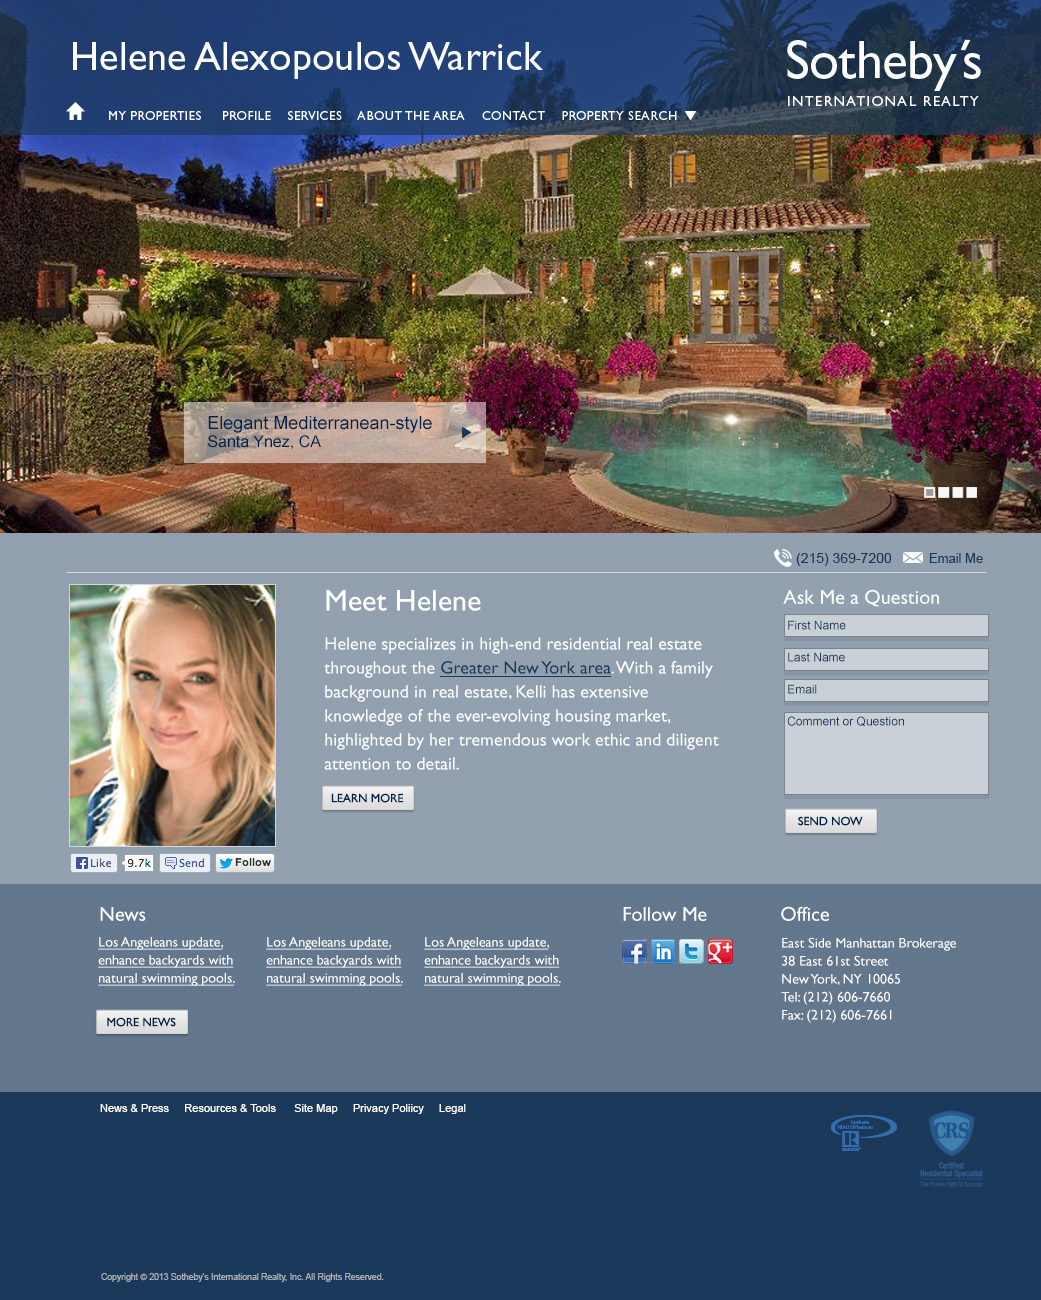 Helene Alexopoulos Warrick
Sotheby's
INTERNATIONAL REALTY
MY PROPERTIES PROFILE SERVICES ABOUT THE AREA CONTACT PROPERTY SEARCH
Elegant Mediterranean-style
Santa Ynez, CA
(215) 369-7200 Email Me
Meet Helene
Helene specializes in high-end residential real estate
throughout the Greater New York area. With a family
background in real estate, Kelli has extensive
knowledge of the ever-evolving housing market,
highlighted by her tremendous work ethic and diligent
attention to detail.
LEARN MORE
Ask Me a Question
First Name
Last Name
Email
Comment or Question
SEND NOW
Like 9.7k Send Follow
News
Los Angeleans update,
enhance backyards with
natural swimming pools.
Los Angeleans update,
enhance backyards with
natural swimming pools.
Los Angeleans update,
enhance backyards with
natural swimming pools.
MORE NEWS
Follow Me
Office
East Side Manhattan Brokerage
38 East 61st Street
New York, NY 10065
Tel: (212) 606-7660
Fax: (212) 606-7661
News & Press Resources & Tools Site Map Privacy Poliicy Legal
CRS
Certified
Residential Specialist
The Proven Path To Success
Copyright © 2013 Sotheby's International Realty, Inc. All Rights Reserved.